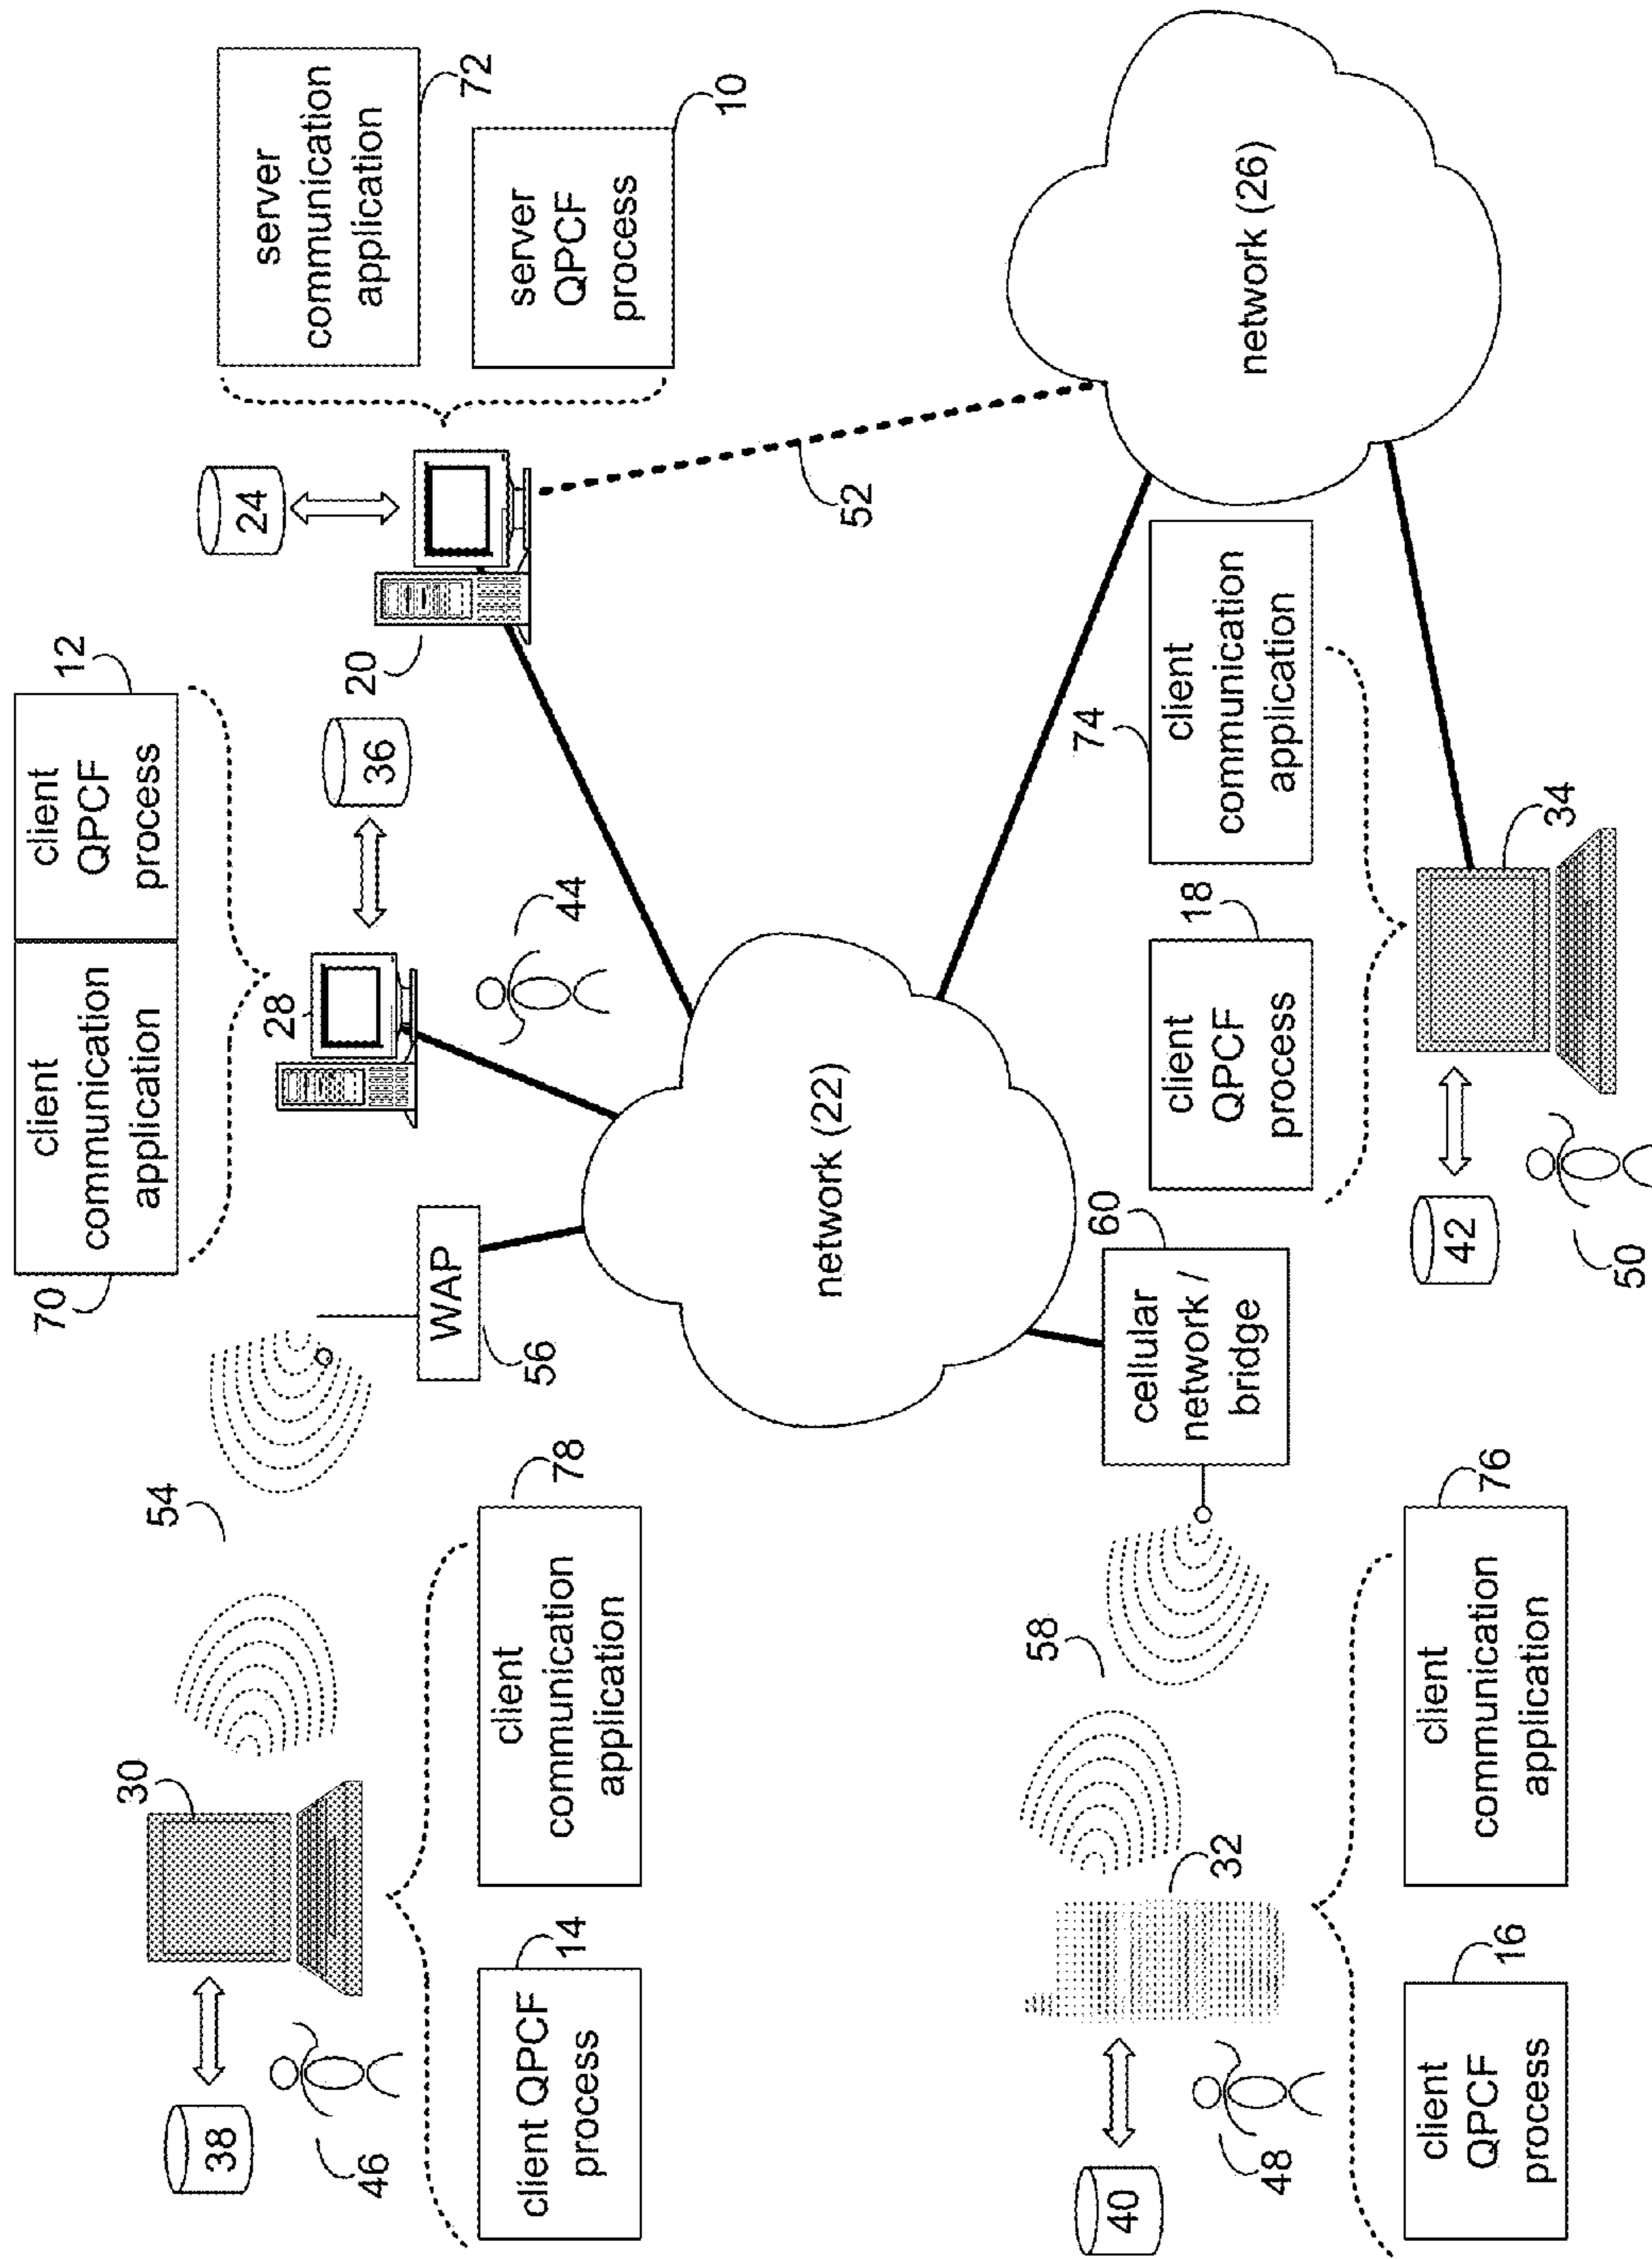 70
client
communication
application
client
QPCF
process
12
28
36
44
24
20
server
communication
application
72
server
QPCF
process
10
52
54
WAP
56
30
38
46
client QPCF
process
14
client
communication
application
78
network (22)
network (26)
58
cellular
network /
bridge
60
32
40
48
client
QPCF
process
16
client
communication
application
76
client
QPCF
process
18
client
communication
application
74
34
42
50